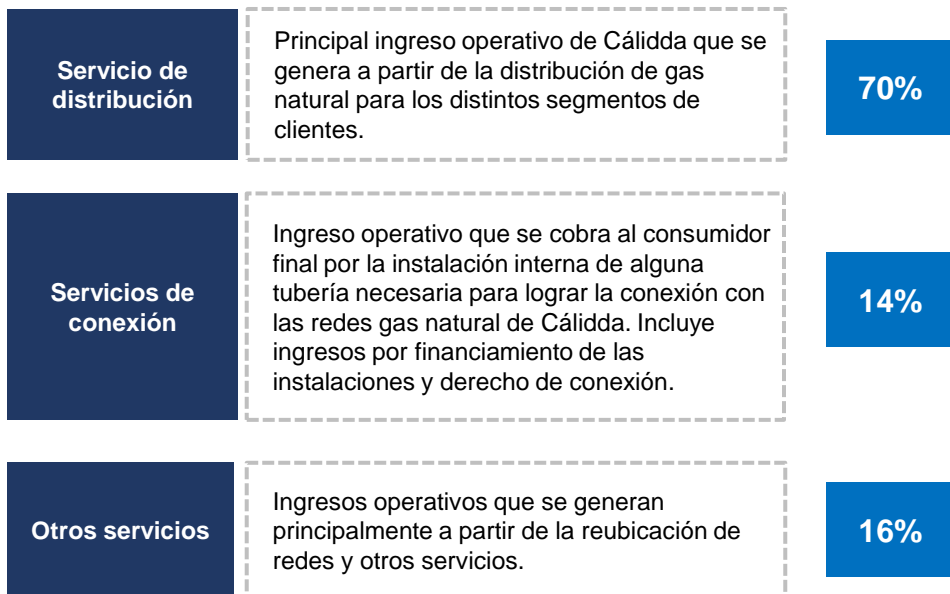 Servicio de
distribución
Principal ingreso operativo de Cálidda que se
genera a partir de la distribución de gas
natural para los distintos segmentos de
clientes.
70%
Servicios de
conexión
Ingreso operativo que se cobra al consumidor
final por la instalación interna de alguna
tubería necesaria para lograr la conexión con
las redes gas natural de Cálidda. Incluye
ingresos por financiamiento de las
instalaciones y derecho de conexión.
14%
Otros servicios
Ingresos operativos que se generan
principalmente a partir de la reubicación de
redes y otros servicios.
16%